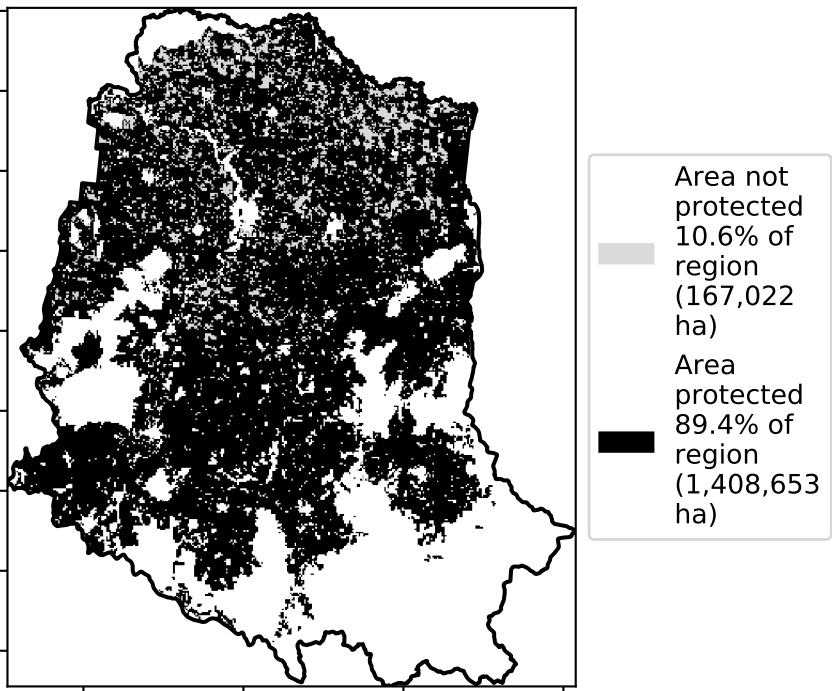 Area not
protected
10.6% of
region
(167,022
ha)
Area
protected
89.4% of
region
(1,408,653
ha)